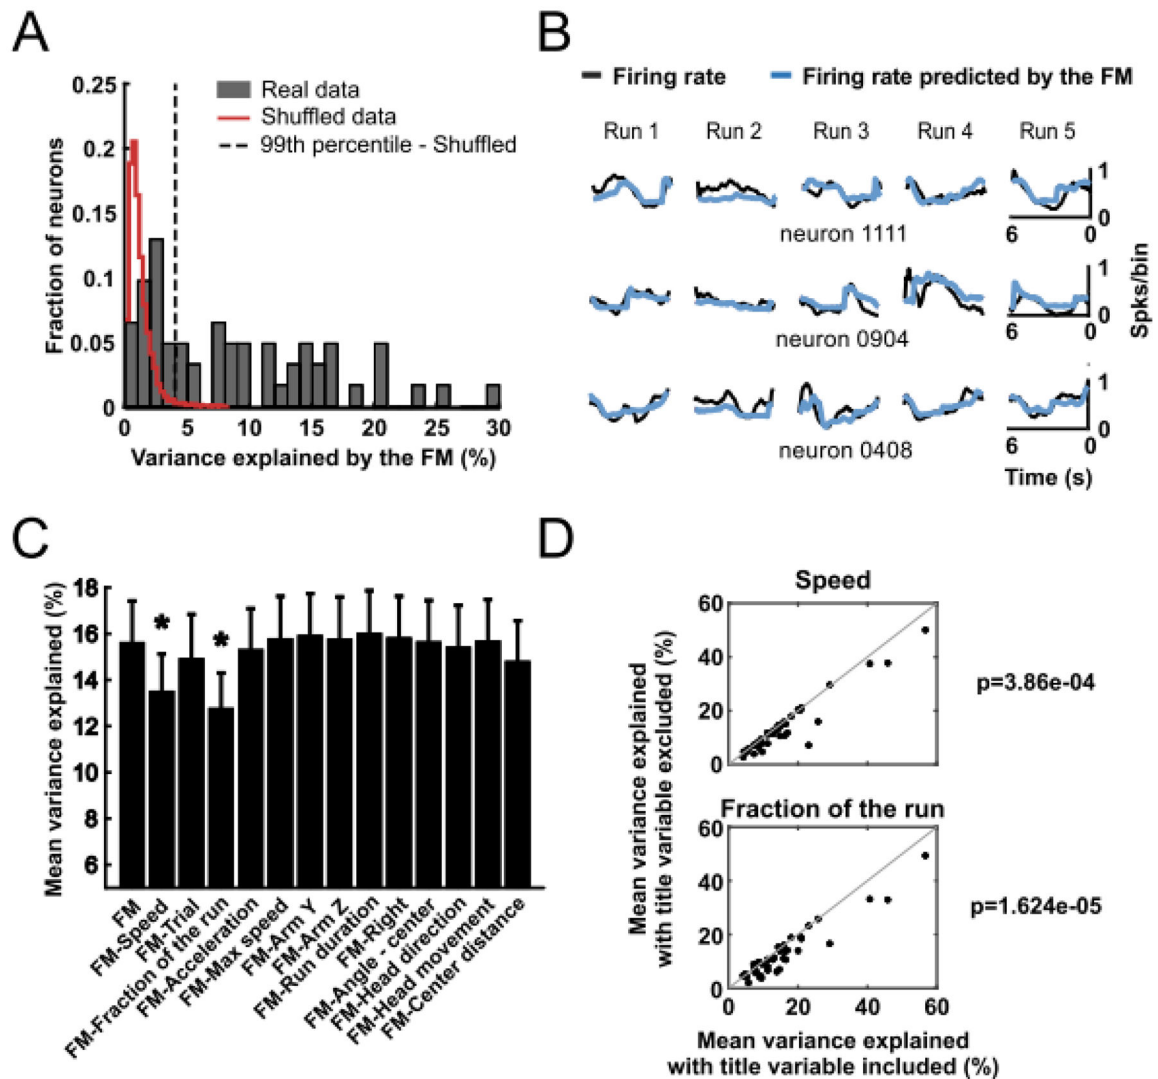 A
0.25
0.2
0.15
0.1
0.05
0
Fraction of neurons
Real data
Shuffled data
99th percentile - Shuffled
0 5 10 15 20 25 30
Variance explained by the FM (%)
B
Firing rate
Firing rate predicted by the FM
Run 1 Run 2 Run 3 Run 4 Run 5
1
0
neuron 1111
6 0
1
0
neuron 0904
6 0
1
0
neuron 0408
6 0
Spks/bin
Time (s)
C
18
16
14
12
10
8
6
Mean variance explained (%)
*
*
FM
FM-Speed
FM-Trial
FM-Fraction of the run
FM-Acceleration
FM-Max speed
FM-Arm Y
FM-Arm Z
FM-Run duration
FM-Right
FM-Angle - center
FM-Head direction
FM-Head movement
FM-Center distance
D
Speed
60
40
20
0
p=3.86e-04
Mean variance explained
with title variable excluded (%)
Fraction of the run
60
40
20
0
p=1.624e-05
0 20 40 60
Mean variance explained
with title variable included (%)